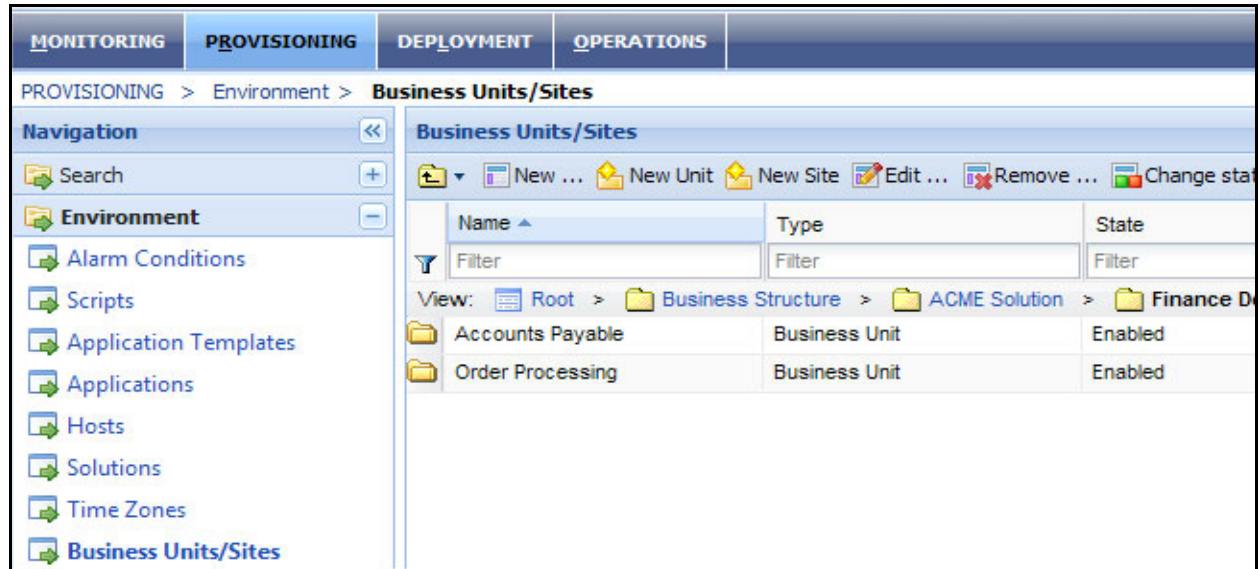 MONITORING PROVISIONING DEPLOYMENT OPERATIONS
PROVISIONING > Environment > Business Units/Sites
Navigation
Search
Environment
Alarm Conditions
Scripts
Application Templates
Applications
Hosts
Solutions
Time Zones
Business Units/Sites
Business Units/Sites
New ... New Unit New Site Edit ... Remove ... Change stat
Name Type State
Filter Filter Filter
View: Root > Business Structure > ACME Solution > Finance D
Accounts Payable Business Unit Enabled
Order Processing Business Unit Enabled